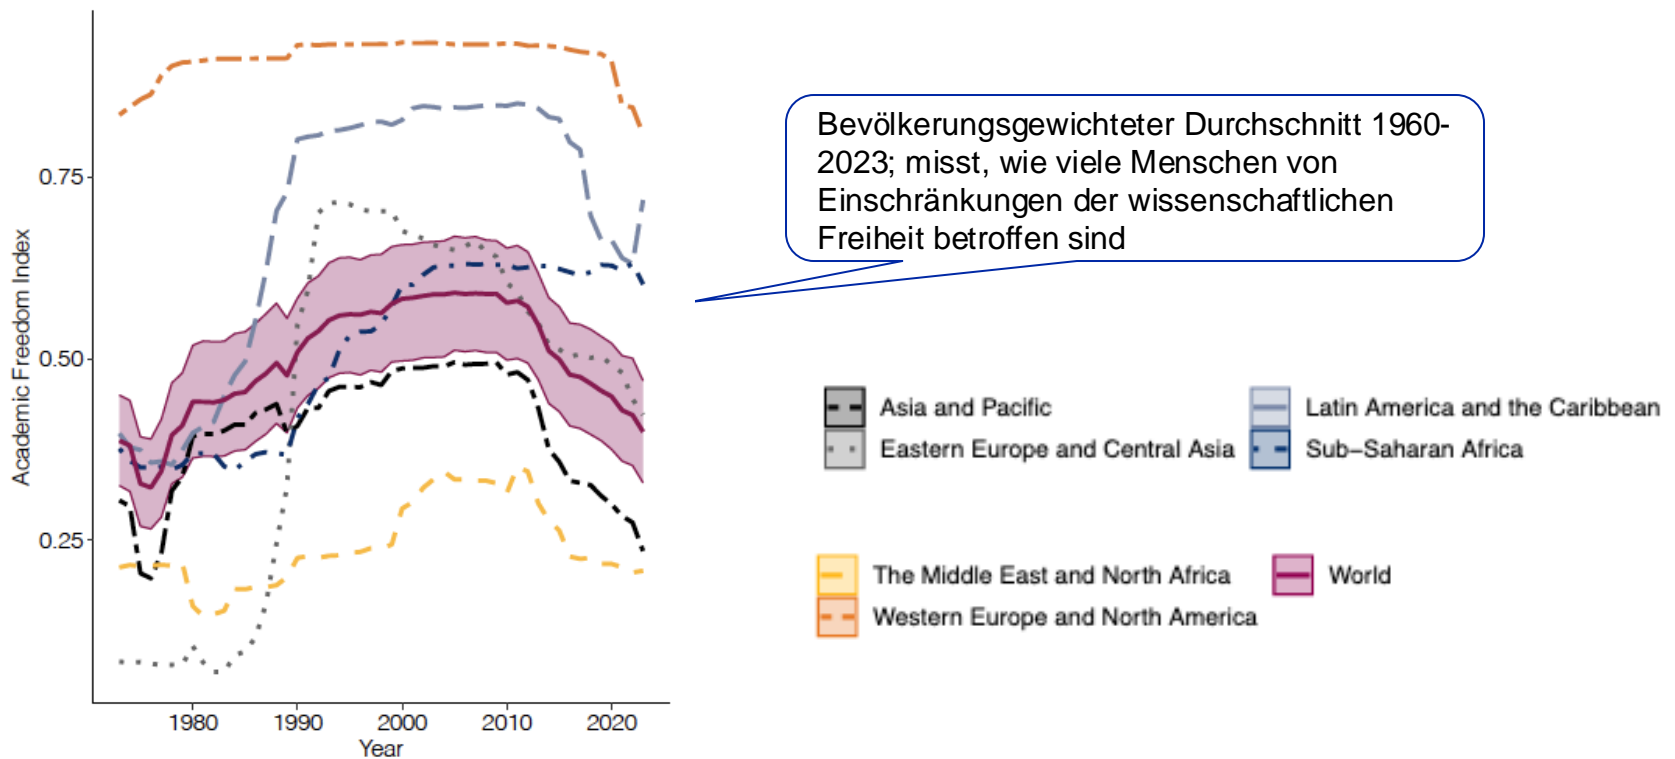 Bevölkerungsgewichteter Durchschnitt 1960-
2023; misst, wie viele Menschen von
Einschränkungen der wissenschaftlichen
Freiheit betroffen sind
Academic Freedom Index
0.75
0.50
0.25
1980 1990 2000 2010 2020
Year
Asia and Pacific
Eastern Europe and Central Asia
Latin America and the Caribbean
Sub−Saharan Africa
The Middle East and North Africa
Western Europe and North America
World